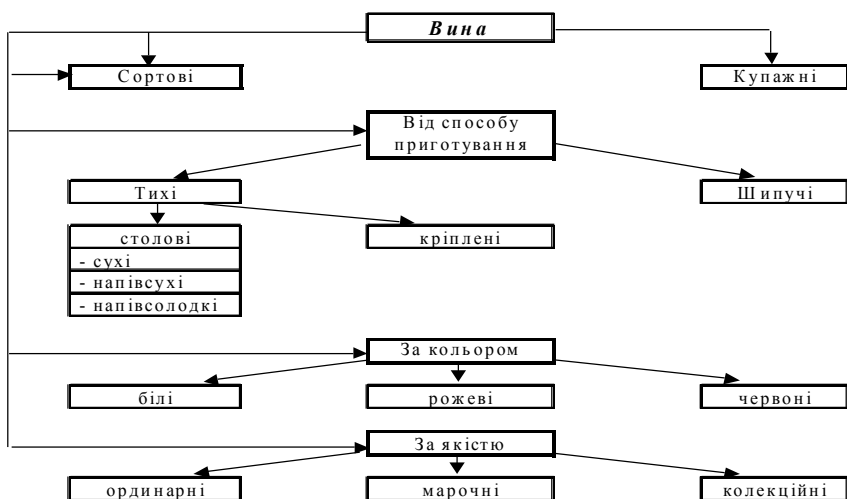 Вина
Сортові
Купажні
Від способу
приготування
Тихі
Шипучі
столові
кріплені
- сухі
- напівсухі
- напівсолодкі
За кольором
білі
рожеві
червоні
За якістю
ординарні
марочні
колекційні